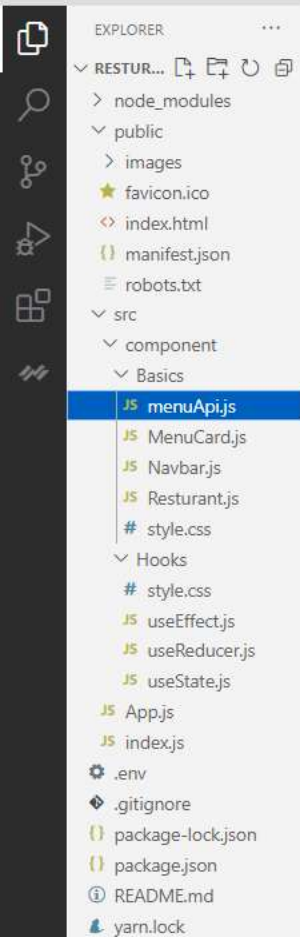 EXPLORER ...
RESTUR...
node_modules
public
images
favicon.ico
<> index.html
{} manifest.json
robots.txt
src
component
Basics
JS menuApi.js
JS MenuCard.js
JS Navbar.js
JS Resturant.js
# style.css
Hooks
# style.css
JS useEffect.js
JS useReducer.js
JS useState.js
JS App.js
JS index.js
.env
.gitignore
{} package-lock.json
{} package.json
README.md
yarn.lock